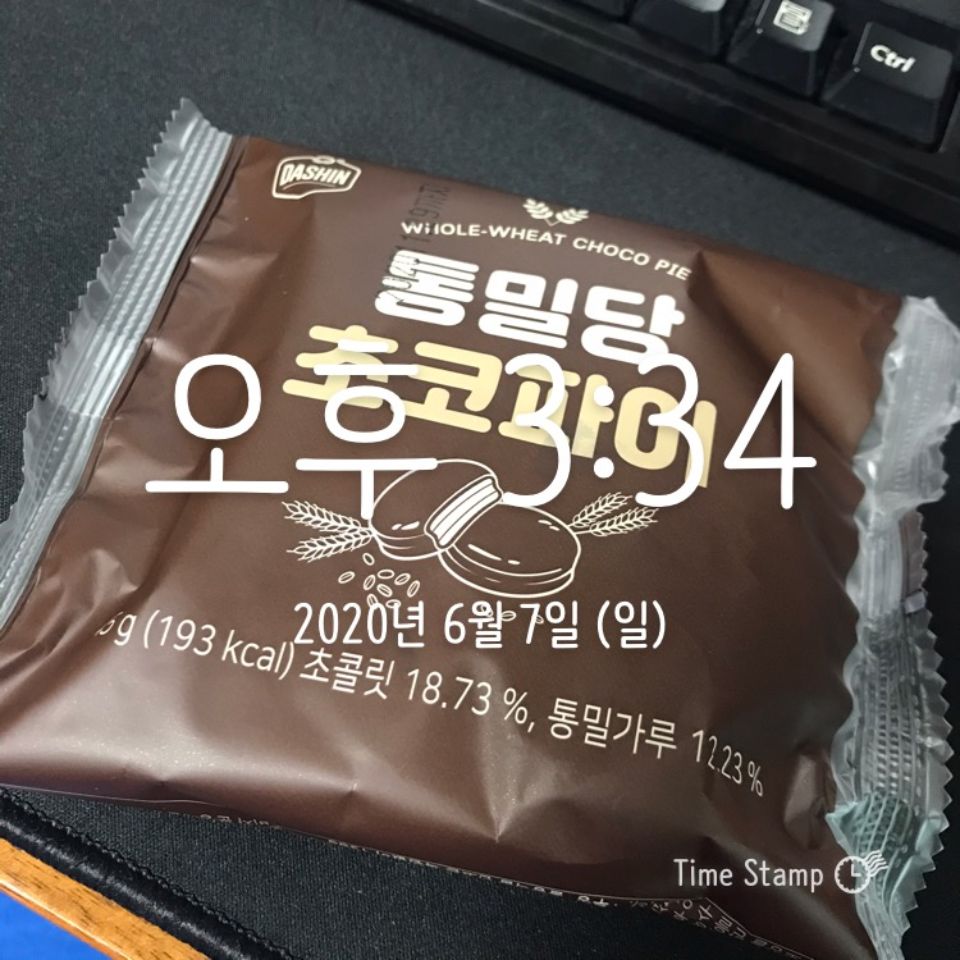 Ctrl
DASHIN
WHOLE-WHEAT CHOCO PIE
통밀당
초코파이
오후 3:34
2020년 6월 7일 (일)
g (193 kcal) 초콜릿 18.73 %, 통밀가루 12.23 %
Time Stamp